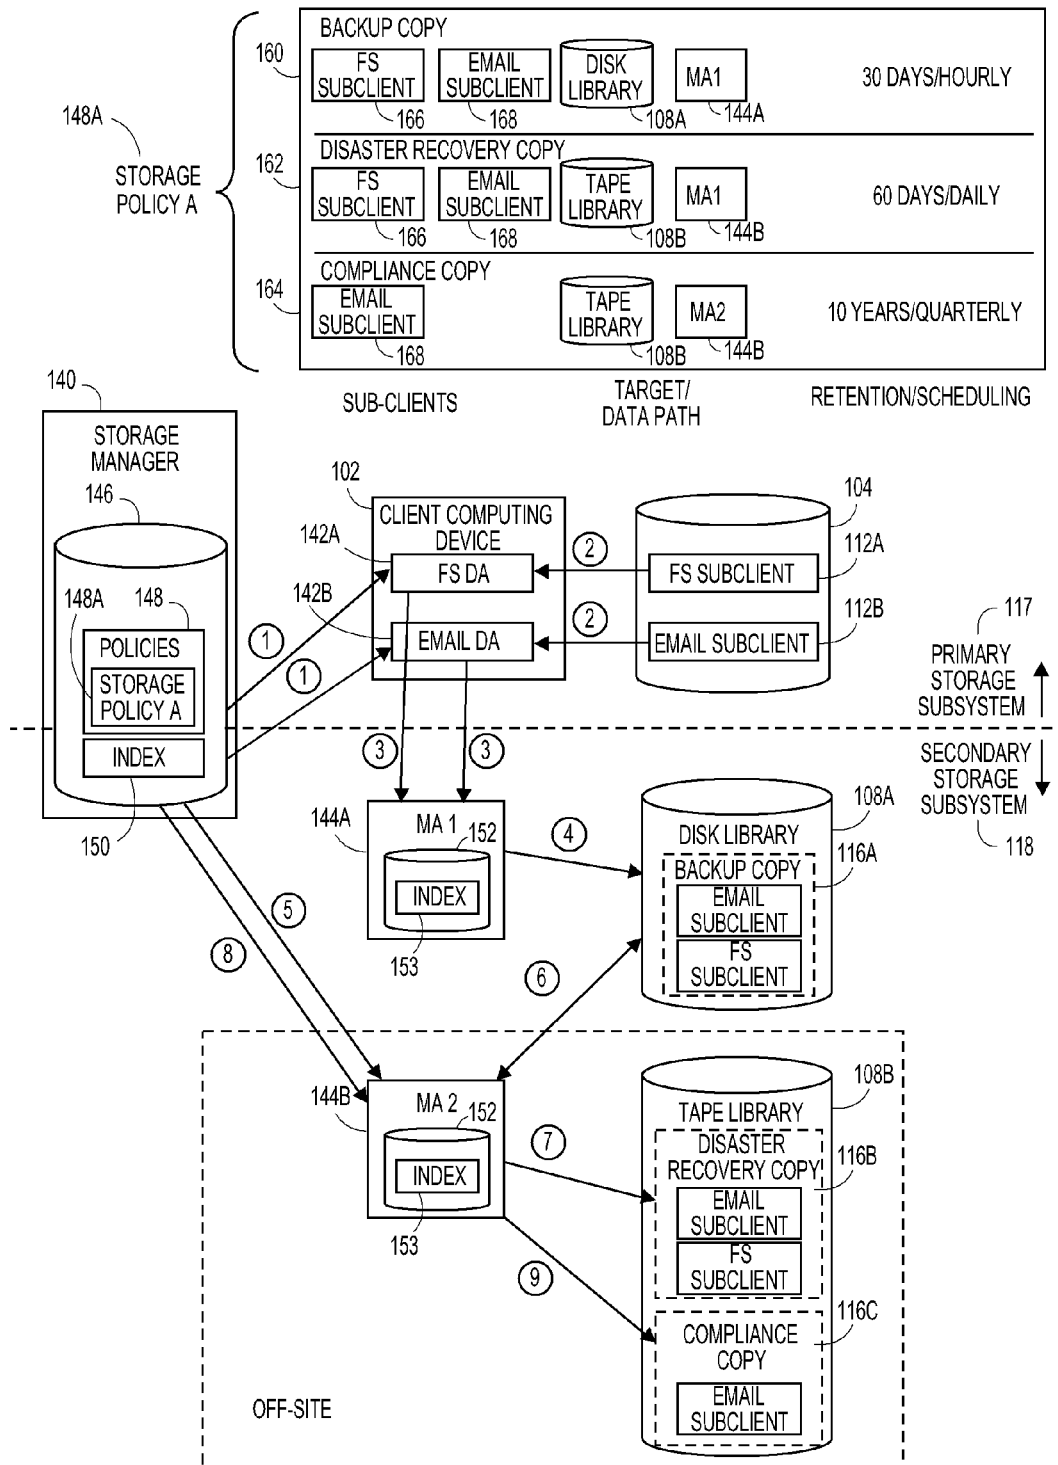 BACKUP COPY
160
FS
SUBCLIENT
EMAIL
SUBCLIENT
DISK
LIBRARY
MA1
30 DAYS/HOURLY
166
168
108A
144A
148A
STORAGE
POLICY A
DISASTER RECOVERY COPY
162
FS
SUBCLIENT
EMAIL
SUBCLIENT
TAPE
LIBRARY
MA1
60 DAYS/DAILY
166
168
108B
144B
COMPLIANCE COPY
164
EMAIL
SUBCLIENT
TAPE
LIBRARY
MA2
10 YEARS/QUARTERLY
168
108B
144B
SUB-CLIENTS
TARGET/
DATA PATH
RETENTION/SCHEDULING
140
STORAGE
MANAGER
146
148A
148
POLICIES
STORAGE
POLICY A
INDEX
150
102
CLIENT COMPUTING
DEVICE
142A
FS DA
142B
EMAIL DA
104
112A
FS SUBCLIENT
112B
EMAIL SUBCLIENT
1
1
2
2
117
PRIMARY
STORAGE
SUBSYSTEM
SECONDARY
STORAGE
SUBSYSTEM
118
3
3
144A
MA 1
152
INDEX
153
4
108A
DISK LIBRARY
116A
BACKUP COPY
EMAIL
SUBCLIENT
FS
SUBCLIENT
5
8
6
144B
MA 2
152
INDEX
153
7
9
108B
TAPE LIBRARY
DISASTER
RECOVERY COPY
116B
EMAIL
SUBCLIENT
FS
SUBCLIENT
116C
COMPLIANCE
COPY
EMAIL
SUBCLIENT
OFF-SITE